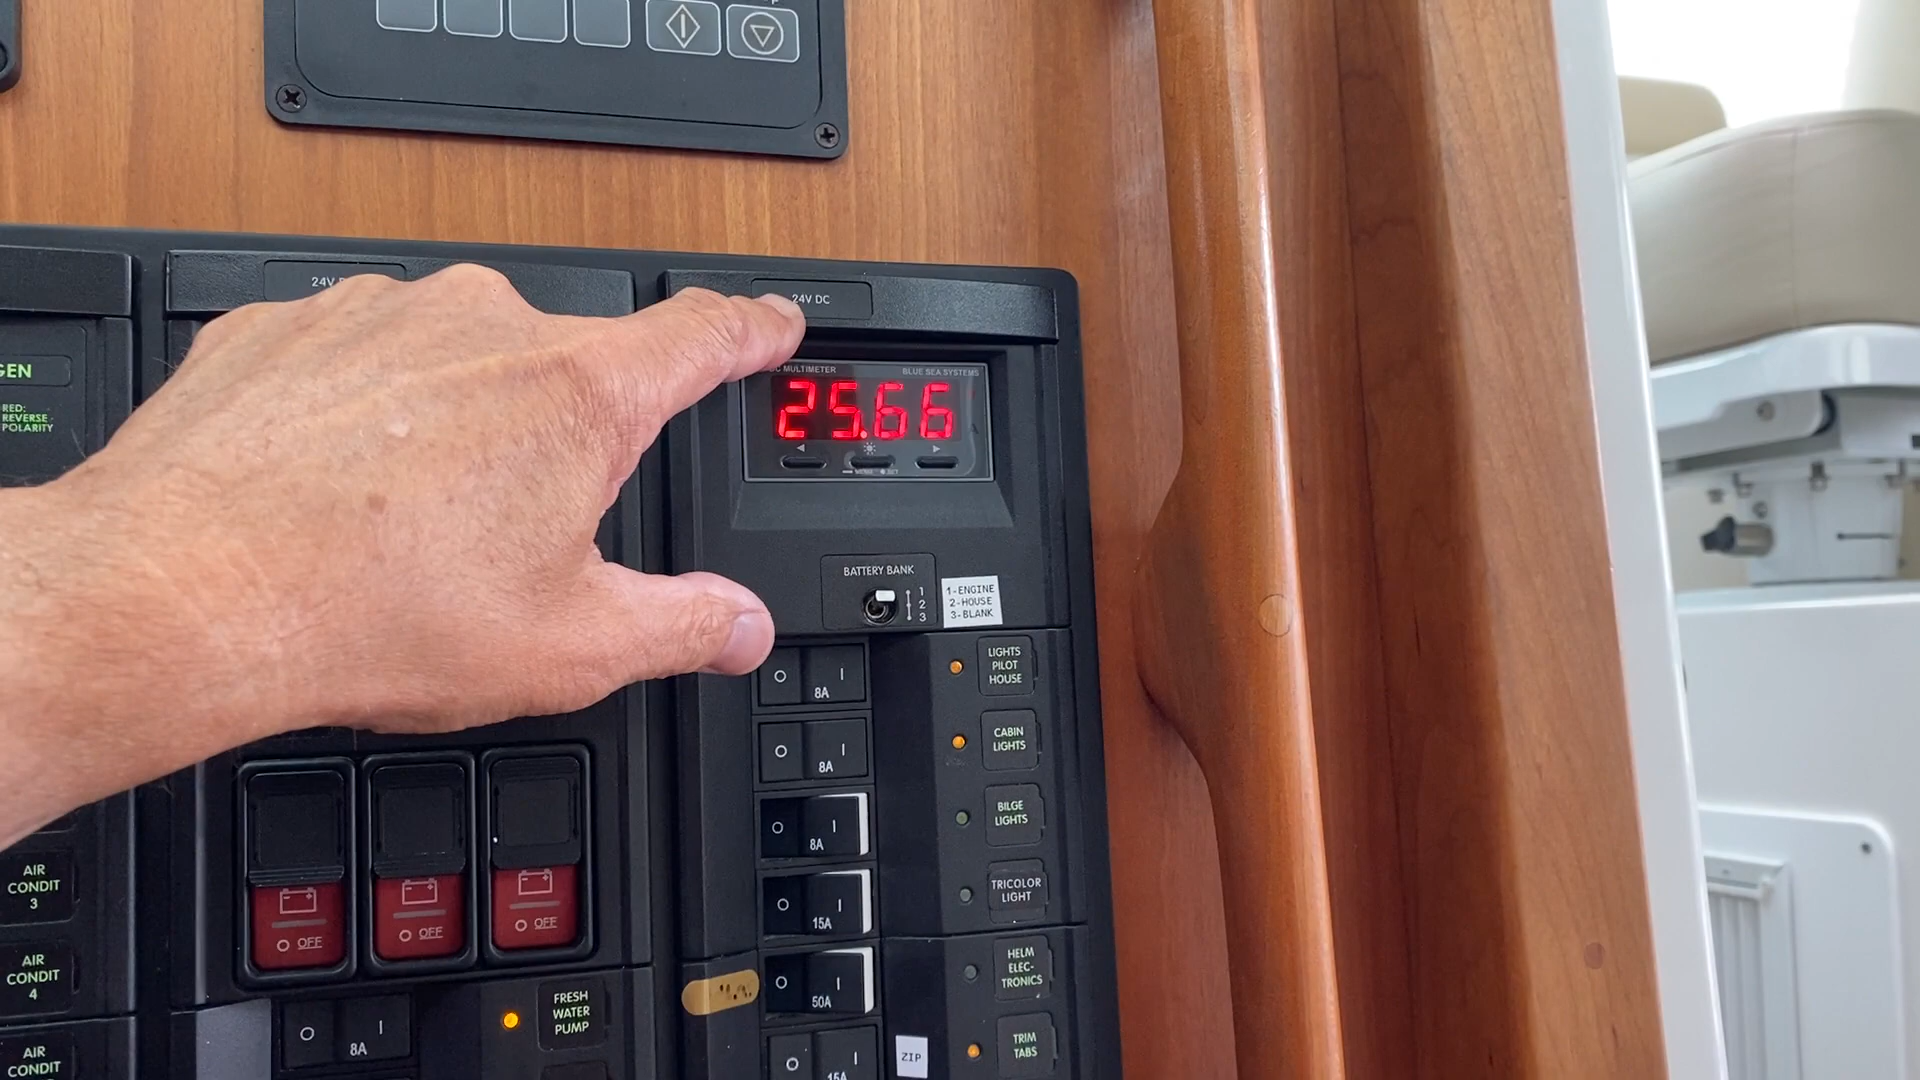 24V
24V DC
DC MULTIMETER
BLUE SEA SYSTEMS
25.66
MODE SET
BATTERY BANK
1
2
3
1-ENGINE
2-HOUSE
3-BLANK
GEN
RED:
REVERSE
POLARITY
8A
LIGHTS
PILOT
HOUSE
8A
CABIN
LIGHTS
8A
BILGE
LIGHTS
15A
TRICOLOR
LIGHT
50A
HELM
ELEC-
TRONICS
15A
ZIP
TRIM
TABS
OFF
OFF
OFF
8A
FRESH
WATER
PUMP
AIR
CONDIT
3
AIR
CONDIT
4
AIR
CONDIT